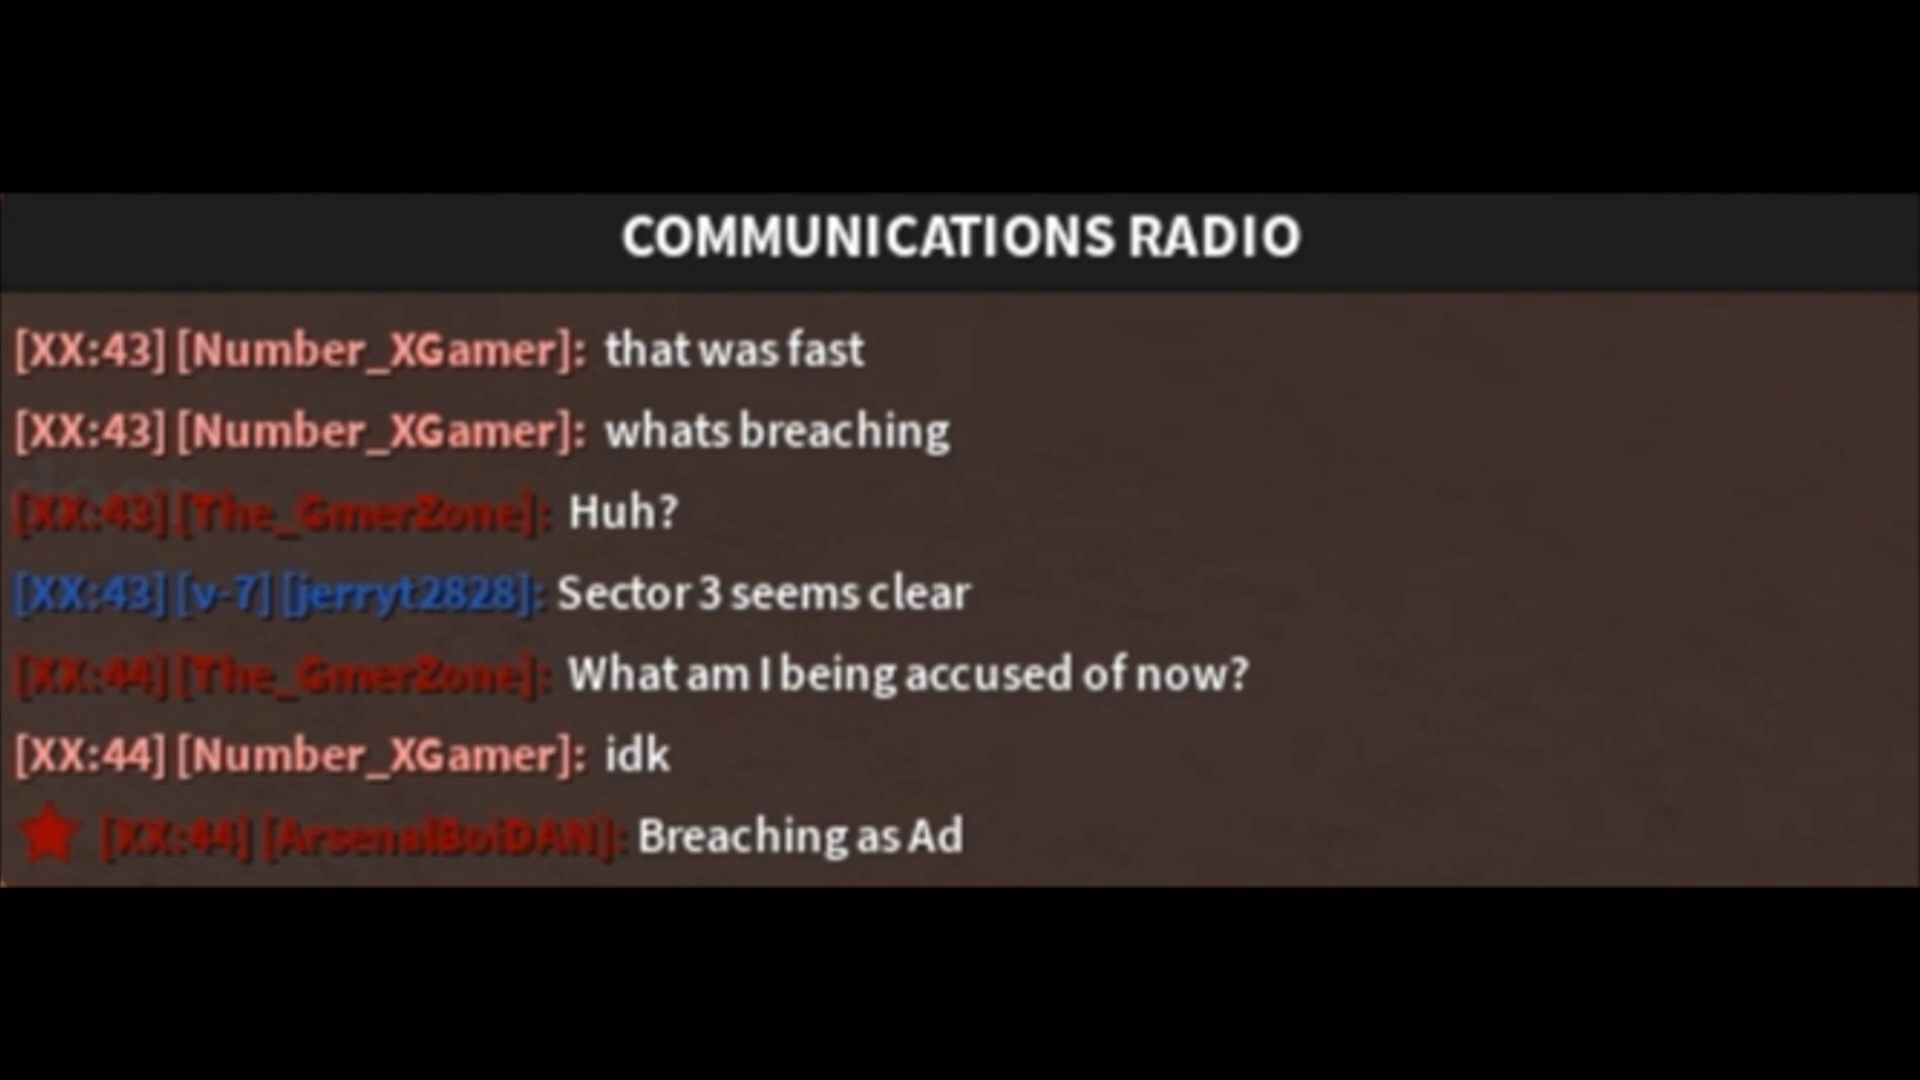 COMMUNICATIONS RADIO
[XX:43] [Number_XGamer]: that was fast
[XX:43] [Number_XGamer]: whats breaching
[XX:43] [The_GmerZone]: Huh?
[XX:43] [v-7] [jerryt2828]: Sector 3 seems clear
[XX:44] [The_GmerZone]: What am I being accused of now?
[XX:44] [Number_XGamer]: idk
[XX:44] [ArsenalBoiDAN]: Breaching as Ad